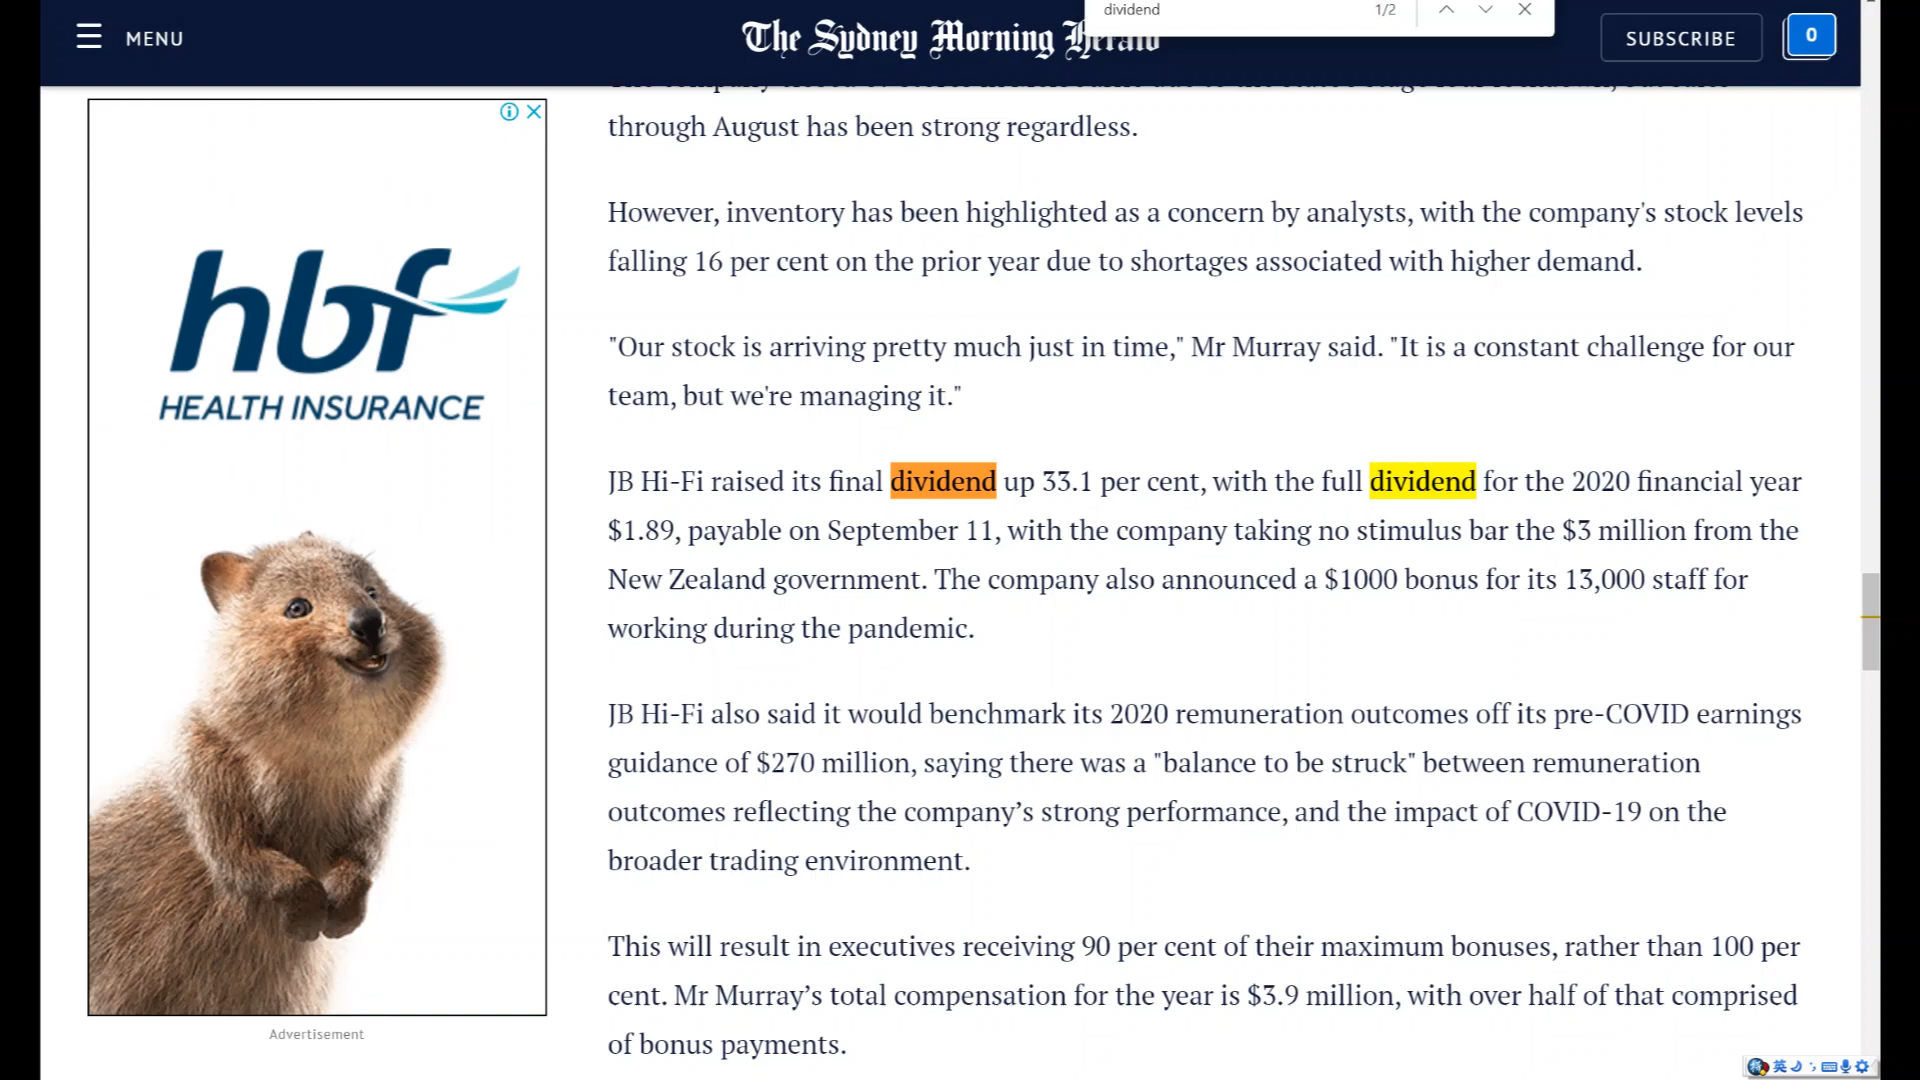 dividend 1/2
MENU
The Sydney Morning Herald
SUBSCRIBE
0
through August has been strong regardless.
However, inventory has been highlighted as a concern by analysts, with the company's stock levels
falling 16 per cent on the prior year due to shortages associated with higher demand.
"Our stock is arriving pretty much just in time," Mr Murray said. "It is a constant challenge for our
team, but we're managing it."
JB Hi-Fi raised its final dividend up 33.1 per cent, with the full dividend for the 2020 financial year
$1.89, payable on September 11, with the company taking no stimulus bar the $3 million from the
New Zealand government. The company also announced a $1000 bonus for its 13,000 staff for
working during the pandemic.
JB Hi-Fi also said it would benchmark its 2020 remuneration outcomes off its pre-COVID earnings
guidance of $270 million, saying there was a "balance to be struck" between remuneration
outcomes reflecting the company’s strong performance, and the impact of COVID-19 on the
broader trading environment.
This will result in executives receiving 90 per cent of their maximum bonuses, rather than 100 per
cent. Mr Murray’s total compensation for the year is $3.9 million, with over half of that comprised
of bonus payments.
hbf
HEALTH INSURANCE
Advertisement
英